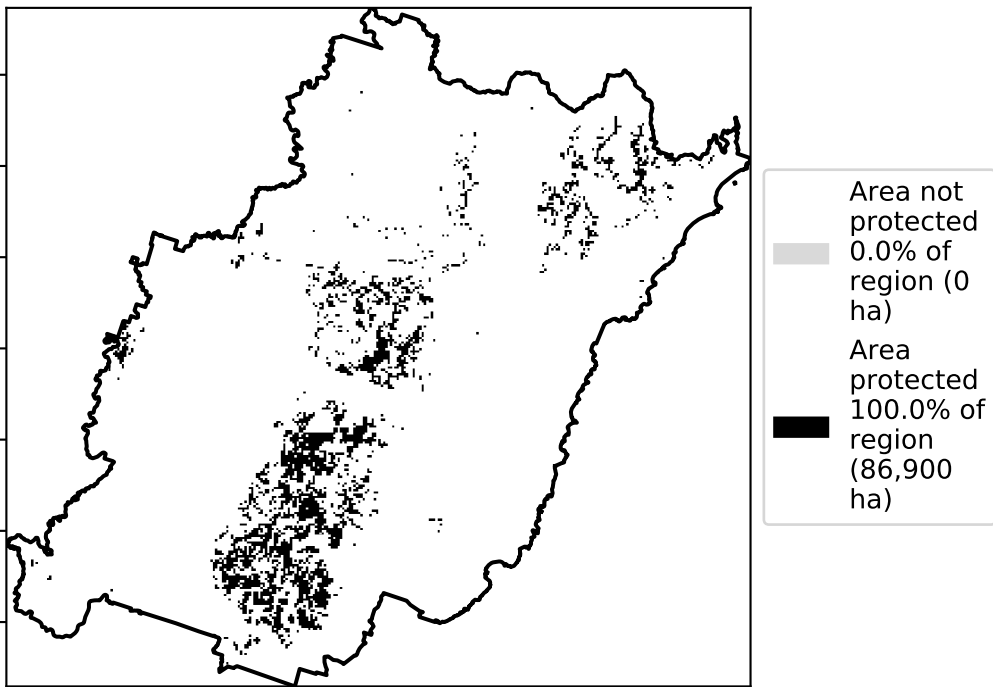 Area not
protected
0.0% of
region (0
ha)
Area
protected
100.0% of
region
(86,900
ha)